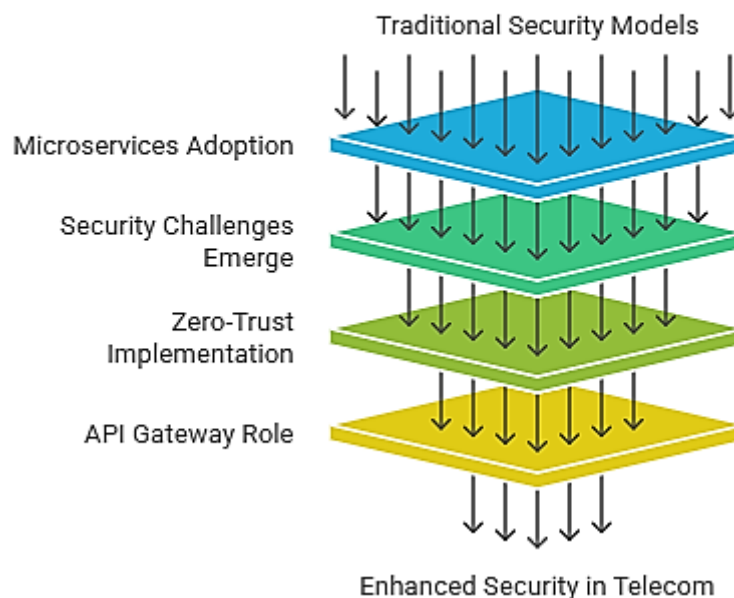 Traditional Security Models
Microservices Adoption
Security Challenges
Emerge
Zero-Trust
Implementation
API Gateway Role
Enhanced Security in Telecom